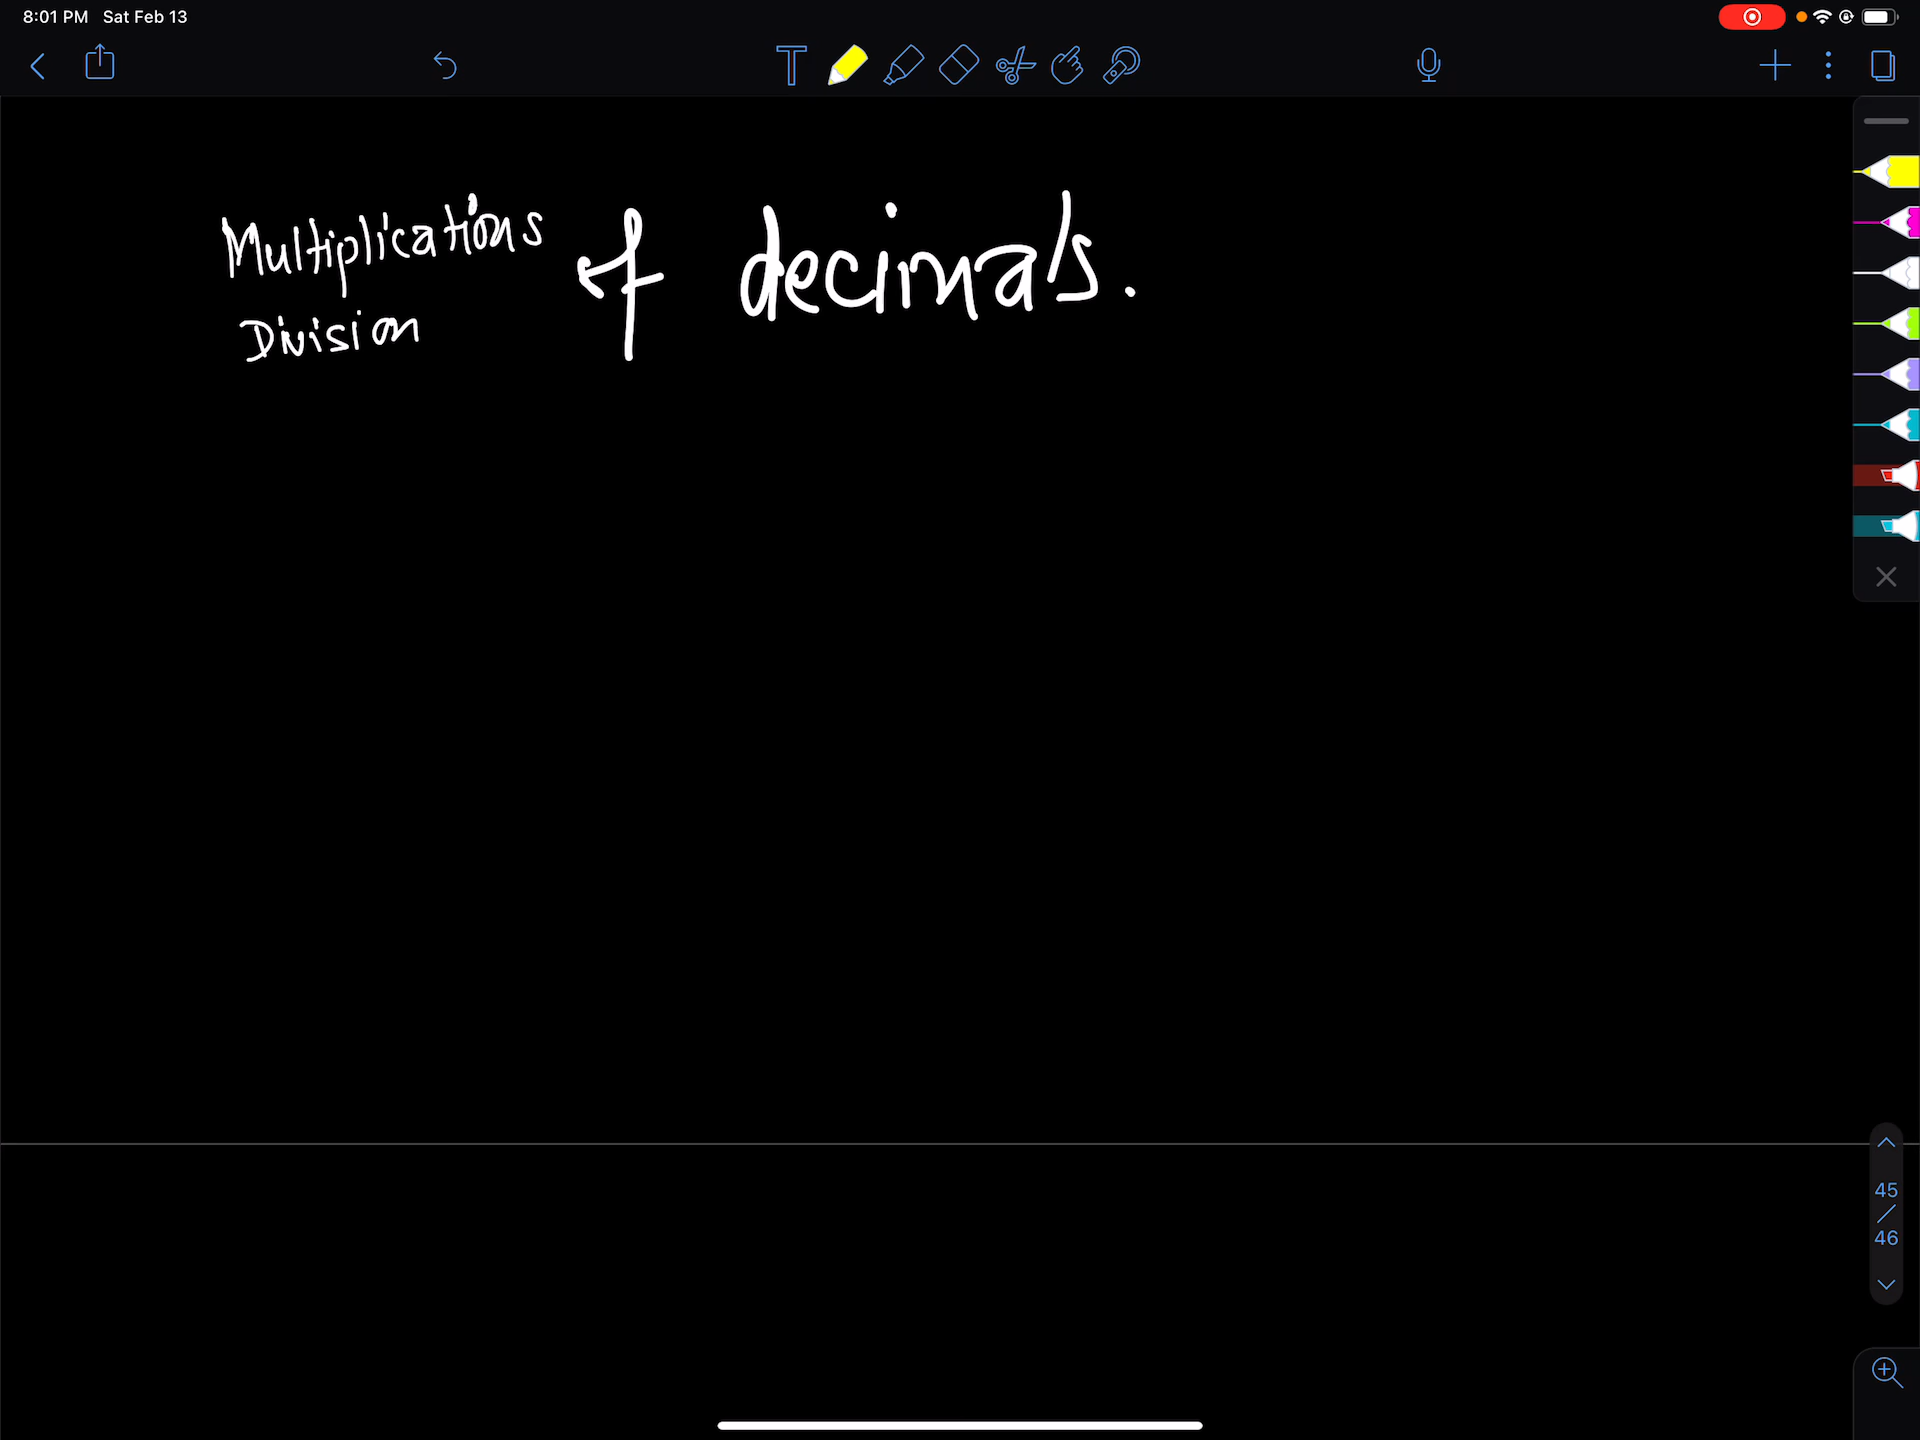 8:01 PM Sat Feb 13
Multiplications of decimals.
Division
45
46